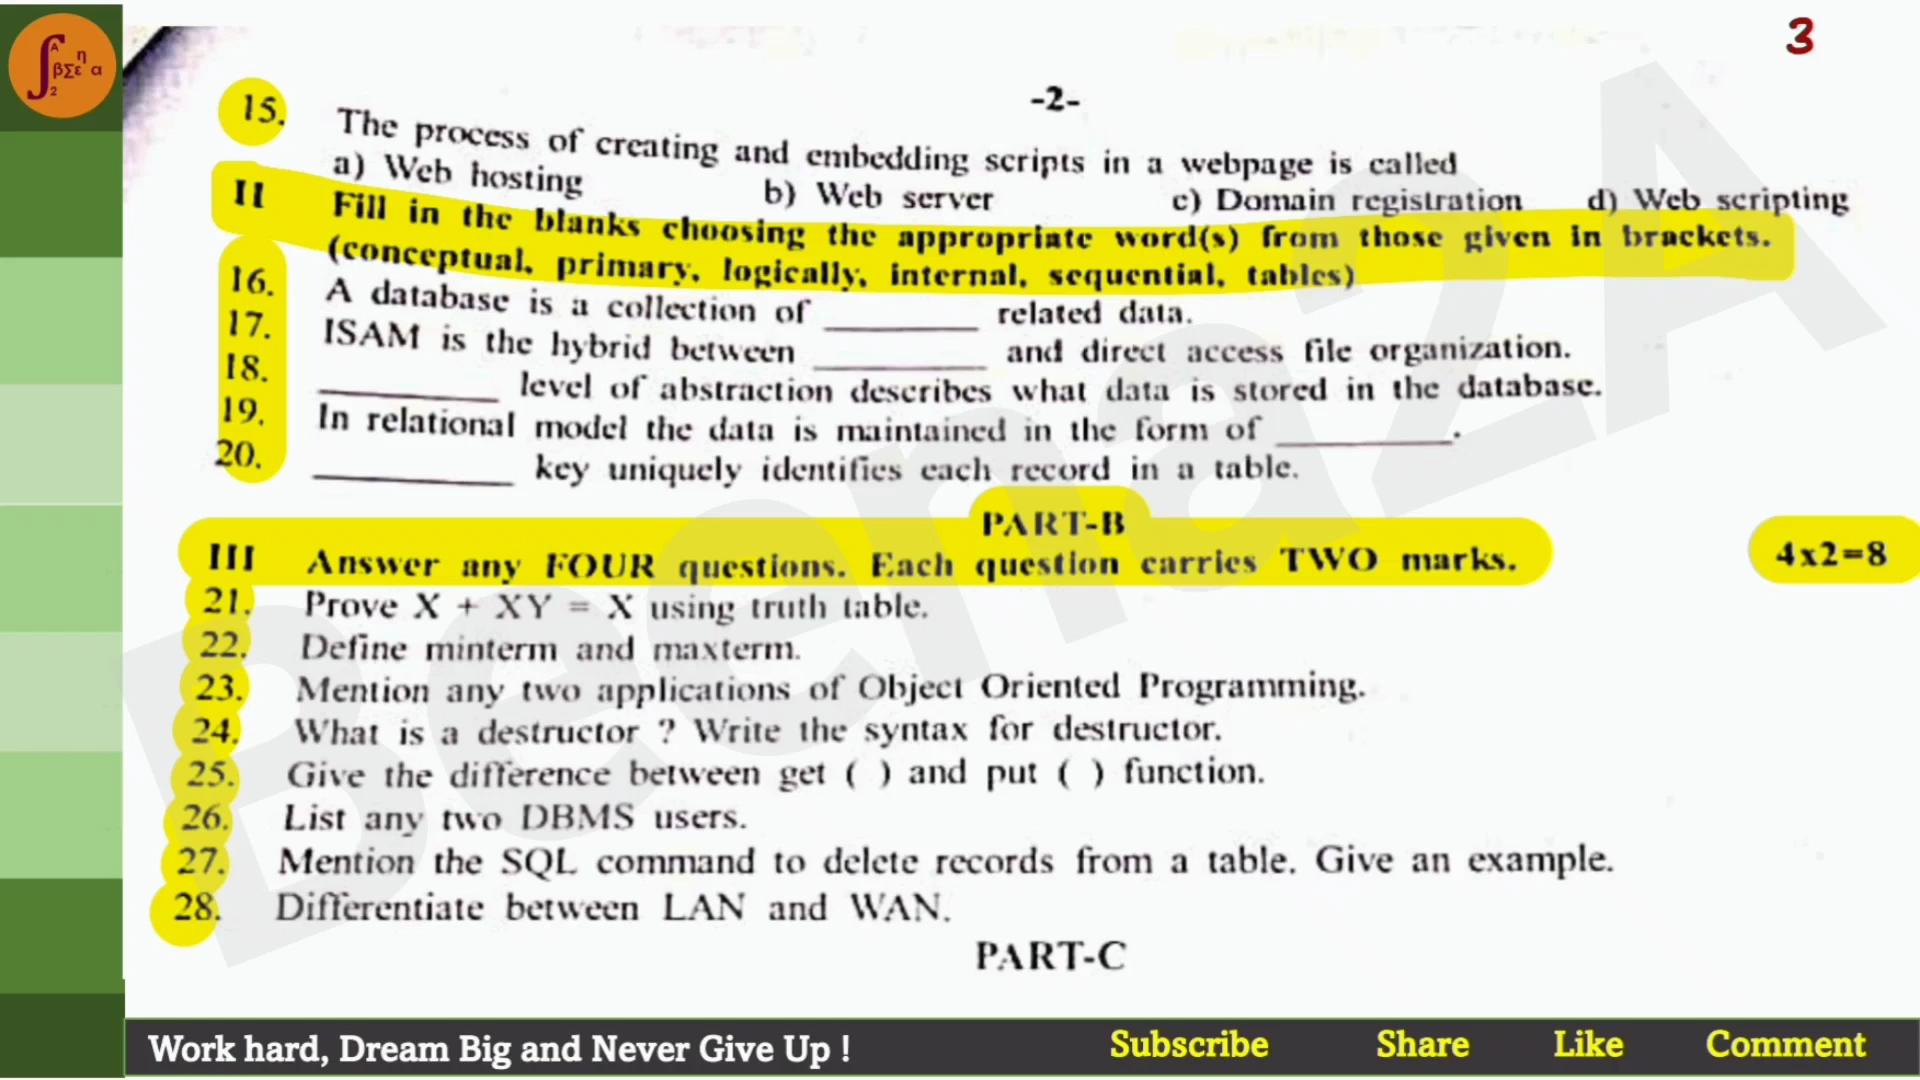 3
-2-
15. The process of creating and embedding scripts in a webpage is called
a) Web hosting b) Web server c) Domain registration d) Web scripting
II Fill in the blanks choosing the appropriate word(s) from those given in brackets.
(conceptual, primary, logically, internal, sequential, tables)
16. A database is a collection of ________ related data.
17. ISAM is the hybrid between ________ and direct access file organization.
18. ________ level of abstraction describes what data is stored in the database.
19. In relational model the data is maintained in the form of ________.
20. ________ key uniquely identifies each record in a table.
PART-B
III Answer any FOUR questions. Each question carries TWO marks. 4x2=8
21. Prove X + XY = X using truth table.
22. Define minterm and maxterm.
23. Mention any two applications of Object Oriented Programming.
24. What is a destructor ? Write the syntax for destructor.
25. Give the difference between get ( ) and put ( ) function.
26. List any two DBMS users.
27. Mention the SQL command to delete records from a table. Give an example.
28. Differentiate between LAN and WAN.
PART-C
BeenaZA
Work hard, Dream Big and Never Give Up ! Subscribe Share Like Comment